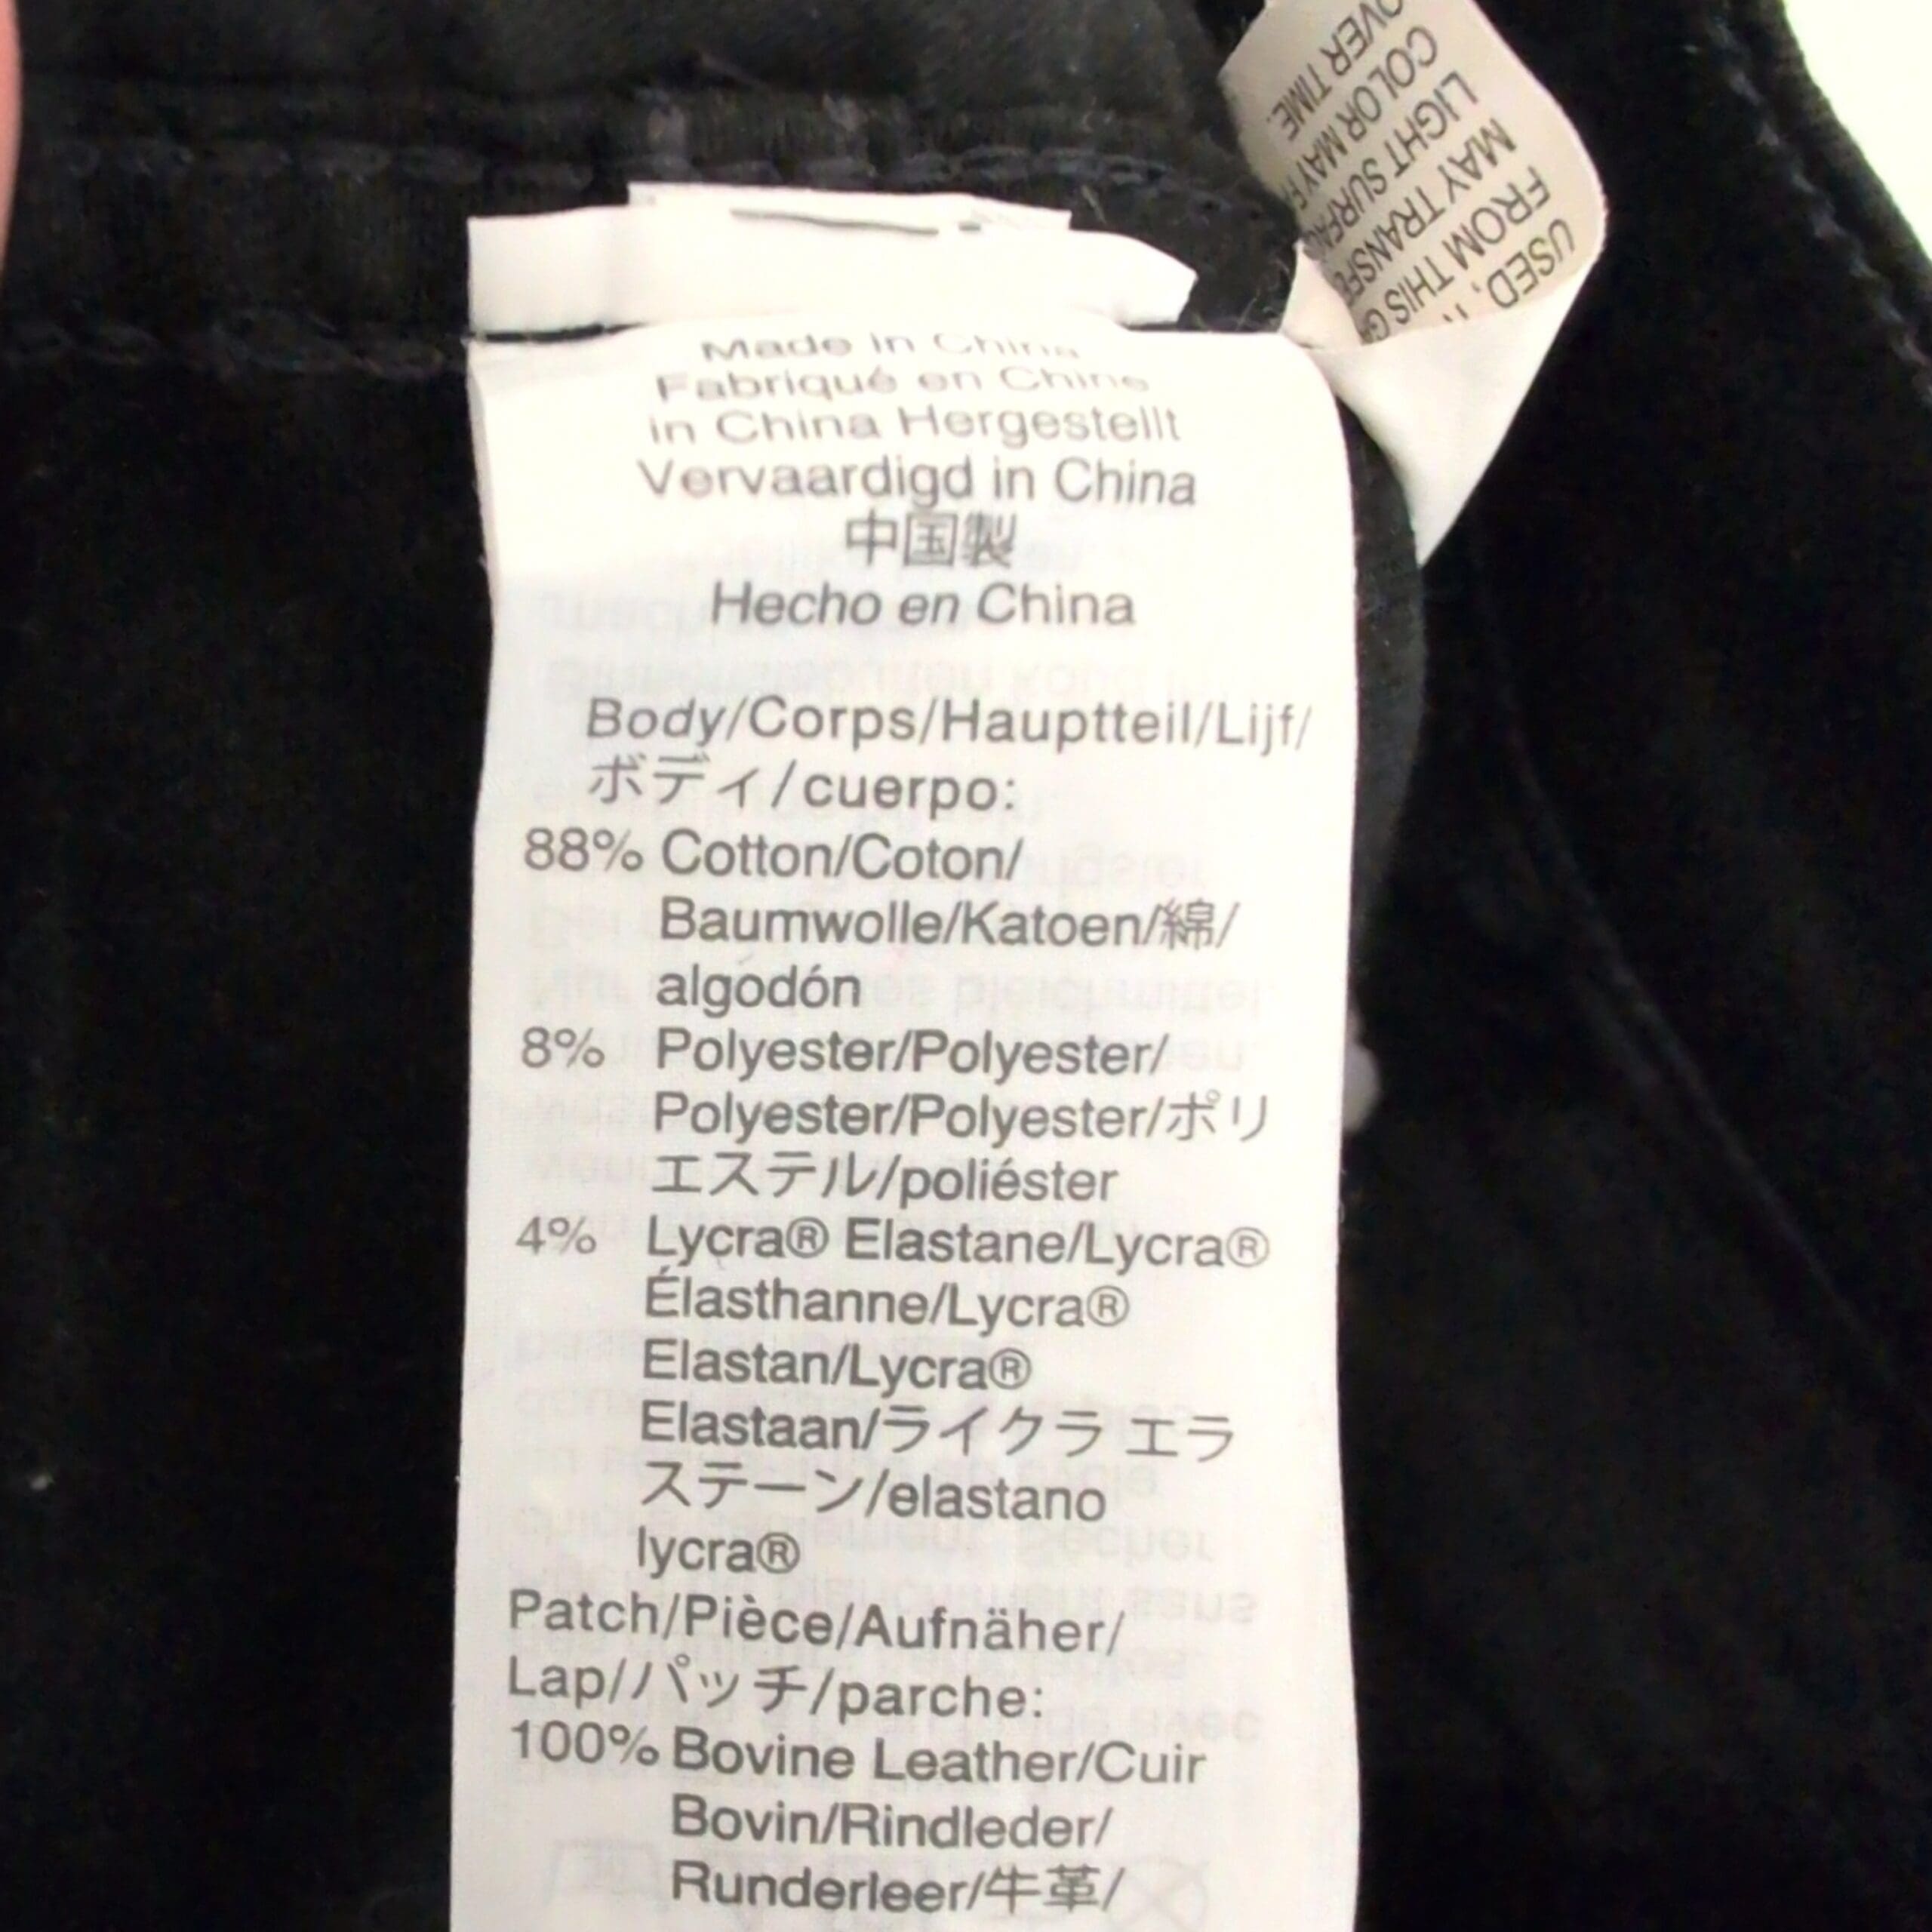 Made in China
Fabriqué en Chine
in China Hergestellt
Vervaardigd in China
中国製
Hecho en China
Body/Corps/Hauptteil/Lijf/
ボディ/cuerpo:
88% Cotton/Coton/
Baumwolle/Katoen/綿/
algodón
8% Polyester/Polyester/
Polyester/Polyester/ポリ
エステル/poliéster
4% Lycra® Elastane/Lycra®
Élasthanne/Lycra®
Elastan/Lycra®
Elastaan/ライクラ エラ
ステーン/elastano
lycra®
Patch/Pièce/Aufnäher/
Lap/パッチ/parche:
100% Bovine Leather/Cuir
Bovin/Rindleder/
Runderleer/牛革/
USED,
FROM THIS
MAY
LIGHT
COLOR MAY
OVER TIME.